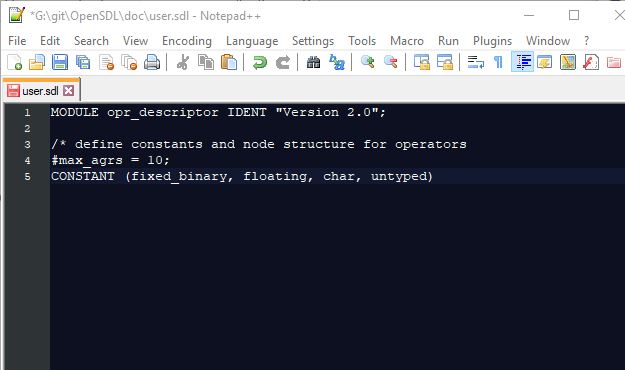 *G:\git\OpenSDL\doc\user.sdl - Notepad++
File Edit Search View Encoding Language Settings Tools Macro Run Plugins Window ?
user.sdl
1 MODULE opr_descriptor IDENT "Version 2.0";
2
3 /* define constants and node structure for operators
4 #max_agrs = 10;
5 CONSTANT (fixed_binary, floating, char, untyped)